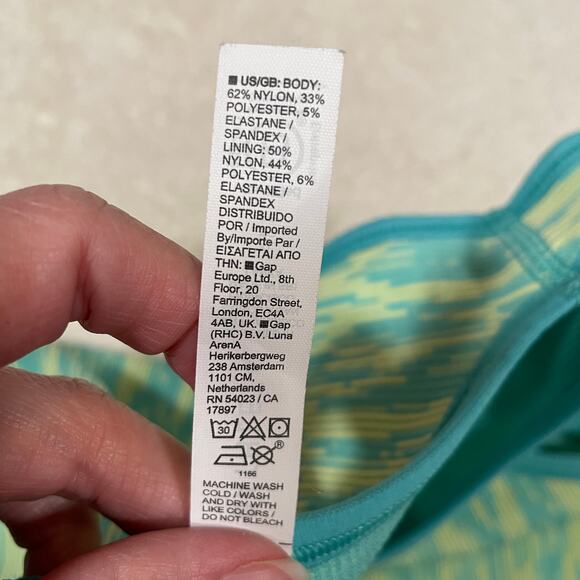 ■ US/GB: BODY:
62% NYLON, 33%
POLYESTER, 5%
ELASTANE /
SPANDEX /
LINING: 50%
NYLON, 44%
POLYESTER, 6%
ELASTANE /
SPANDEX
DISTRIBUIDO
POR / Imported
By/Importe Par /
ΕΙΣΑΓΕΤΑΙ ΑΠΟ
ΤΗΝ: ■Gap
Europe Ltd., 8th
Floor, 20
Farringdon Street,
London, EC4A
4AB, UK. ■Gap
(RHC) B.V. Luna
ArenA
Herikerbergweg
238 Amsterdam
1101 CM,
Netherlands
RN 54023 / CA
17897
30
®
1166
MACHINE WASH
COLD / WASH
AND DRY WITH
LIKE COLORS /
DO NOT BLEACH